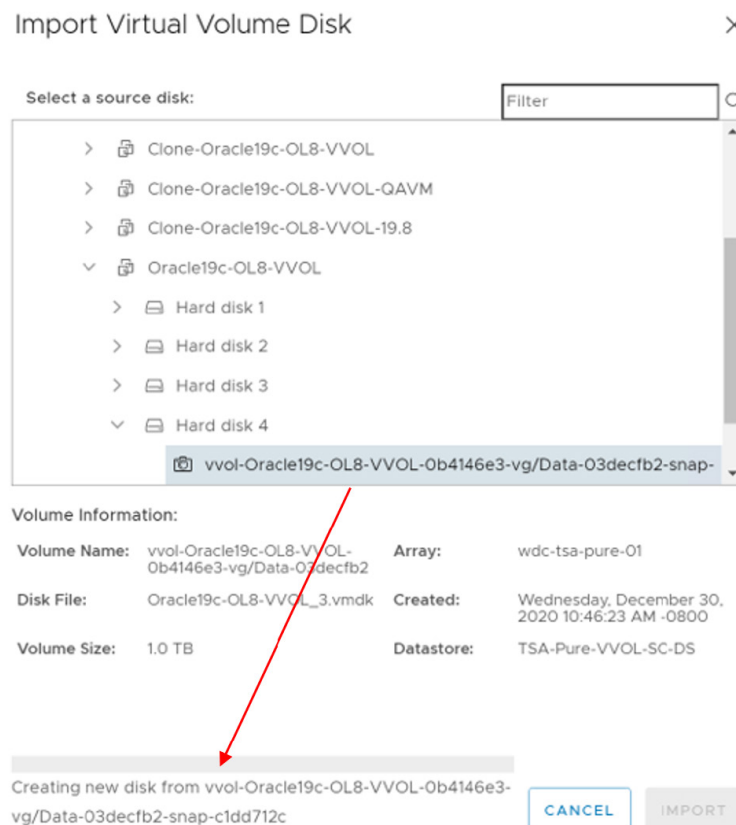 Import Virtual Volume Disk
Select a source disk:
Filter
Clone-Oracle19c-OL8-VVOL
Clone-Oracle19c-OL8-VVOL-QAVM
Clone-Oracle19c-OL8-VVOL-19.8
Oracle19c-OL8-VVOL
Hard disk 1
Hard disk 2
Hard disk 3
Hard disk 4
vvol-Oracle19c-OL8-VVOL-0b4146e3-vg/Data-03decfb2-snap-
Volume Information:
Volume Name: vvol-Oracle19c-OL8-VVOL-
0b4146e3-vg/Data-03decfb2
Array: wdc-tsa-pure-01
Disk File: Oracle19c-OL8-VVOL_3.vmdk
Created: Wednesday, December 30,
2020 10:46:23 AM -0800
Volume Size: 1.0 TB
Datastore: TSA-Pure-VVOL-SC-DS
Creating new disk from vvol-Oracle19c-OL8-VVOL-0b4146e3-
vg/Data-03decfb2-snap-c1dd712c
CANCEL
IMPORT